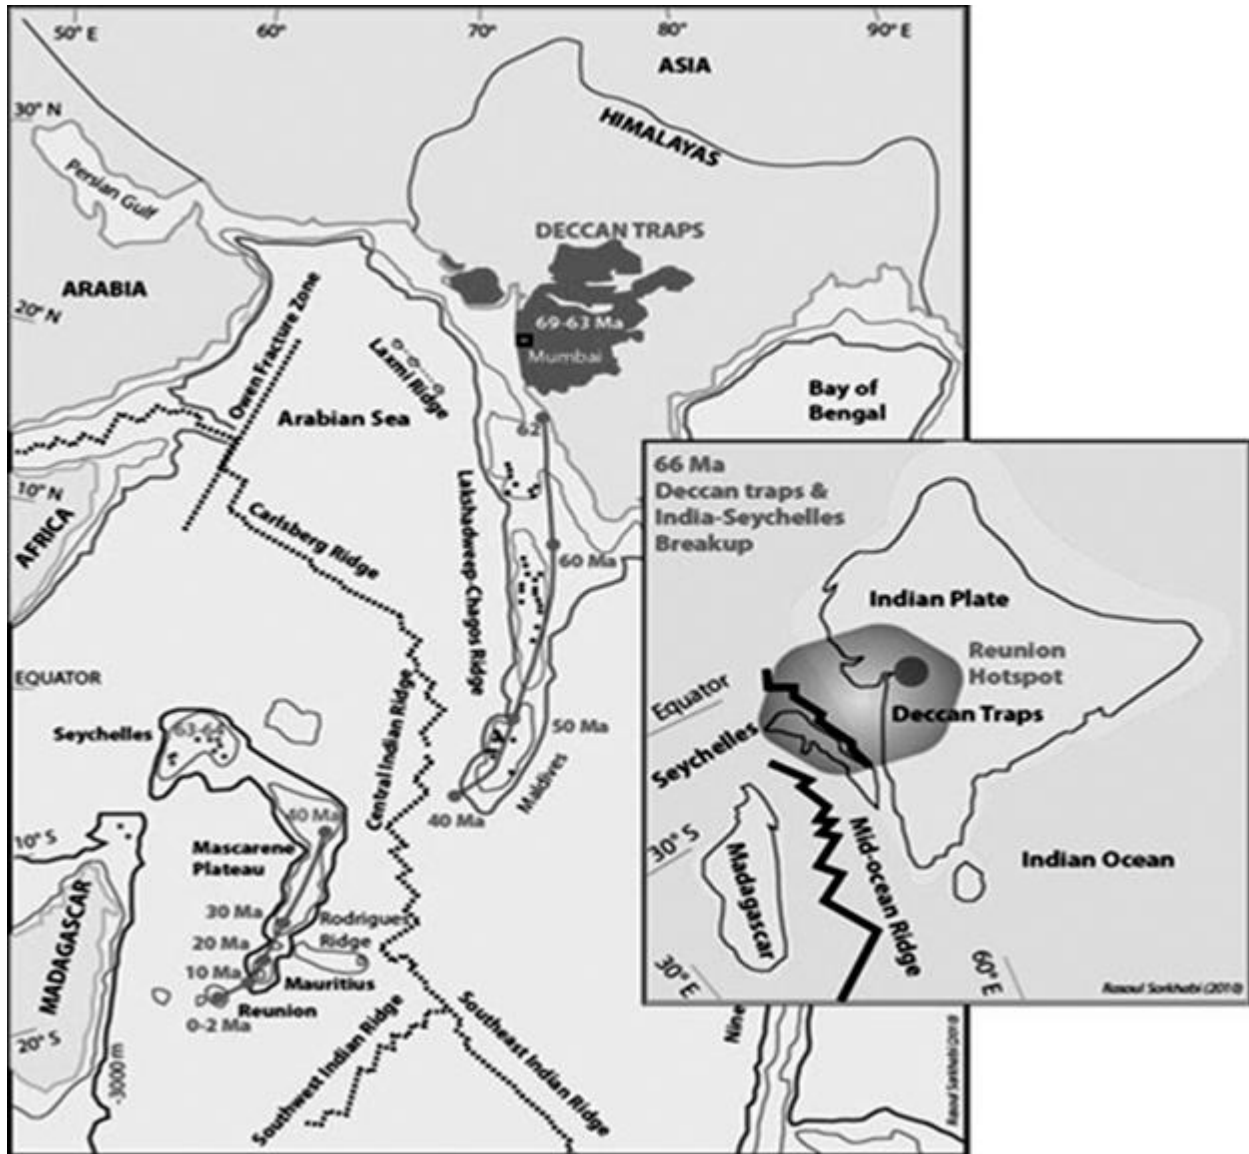 50° E
60°
70°
80°
90° E
ASIA
30° N
HIMALAYAS
Persian Gulf
DECCAN TRAPS
ARABIA
20° N
69-63 Ma
Mumbai
Owen Fracture Zone
Laxmi Ridge
Arabian Sea
Bay of
Bengal
62
10° N
AFRICA
Carlsberg Ridge
Lakshadweep-Chagos Ridge
60 Ma
EQUATOR
Seychelles
Central Indian Ridge
50 Ma
Maldives
40 Ma
40 Ma
10° S
Mascarene
Plateau
MADAGASCAR
30 Ma
Rodrigues
Ridge
20 Ma
10 Ma
Mauritius
Reunion
0-2 Ma
20° S
-3000 m
Southwest Indian Ridge
Southeast Indian Ridge
Nine
66 Ma
Deccan traps &
India-Seychelles
Breakup
Indian Plate
Reunion
Hotspot
Equator
Deccan Traps
Seychelles
30° S
Madagascar
Mid-ocean Ridge
Indian Ocean
30° E
60° E
Rasoul Sorkhabi (2010)
Rasoul Sorkhabi 2010